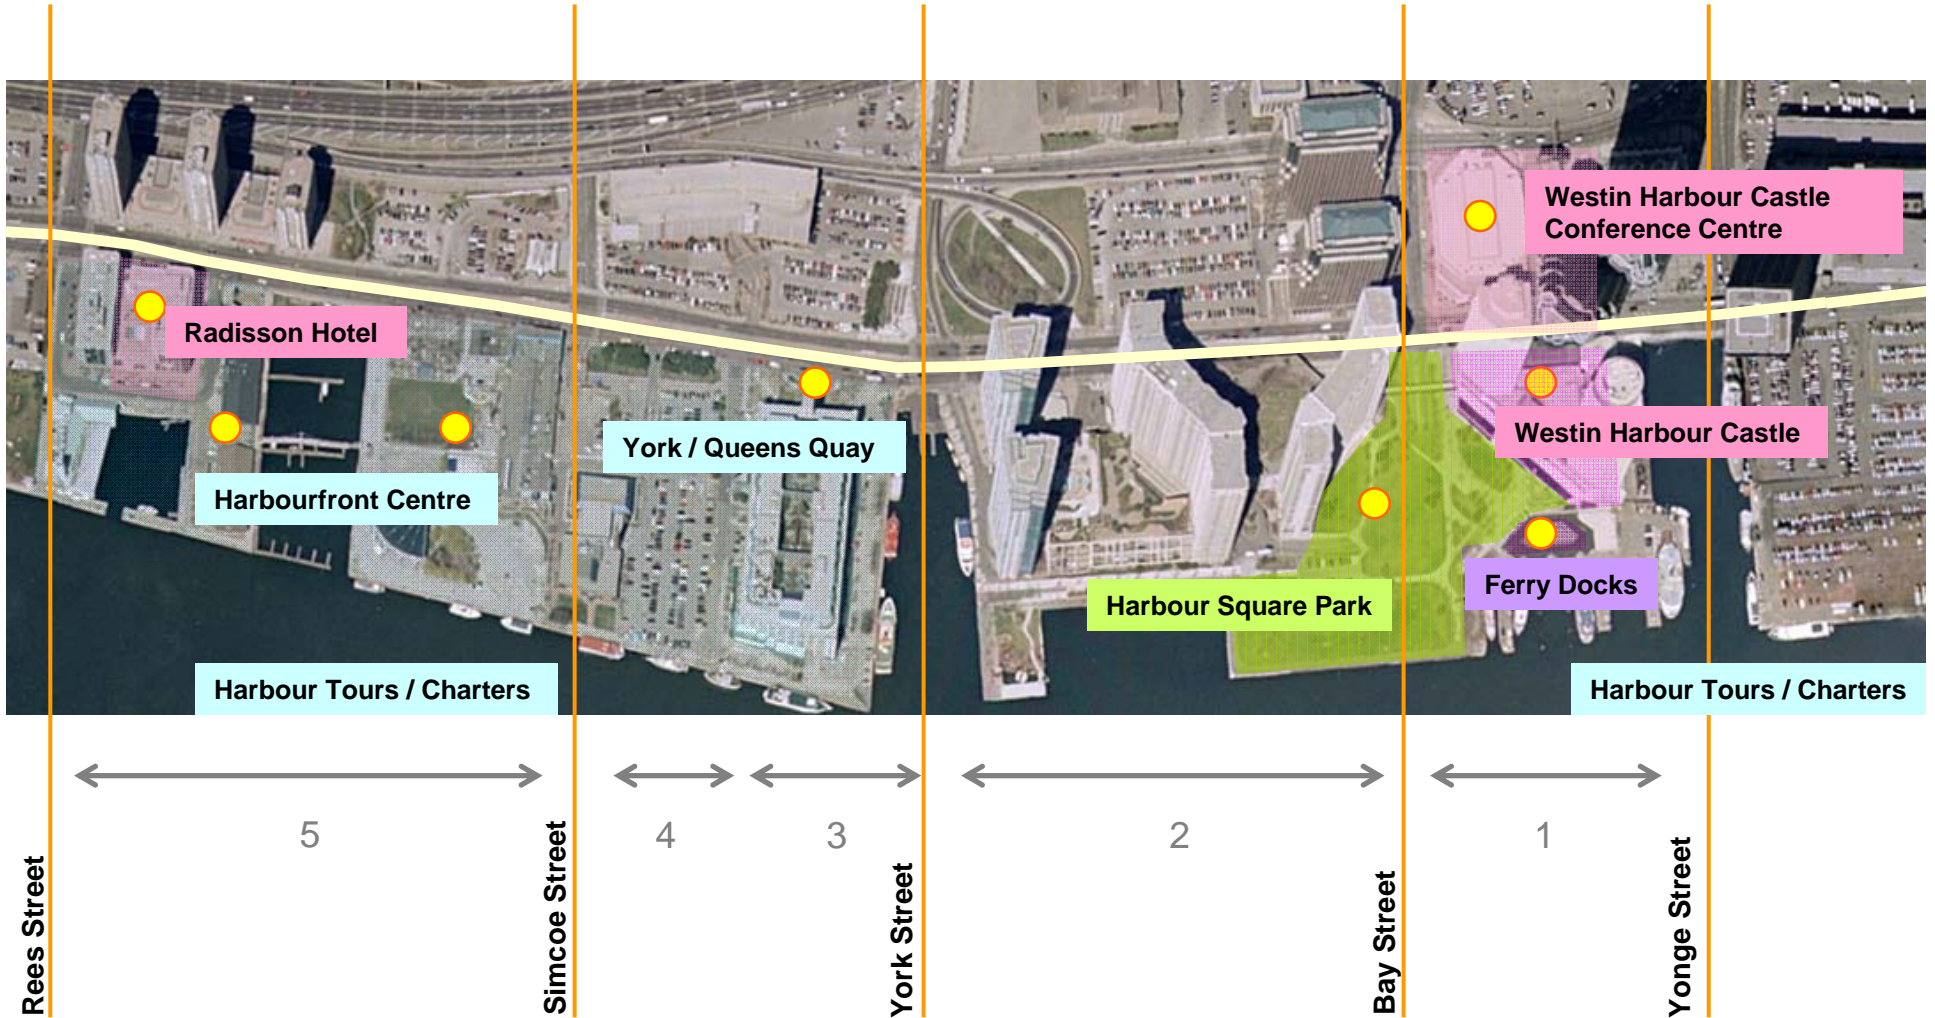 Westin Harbour Castle
Conference Centre
Radisson Hotel
York / Queens Quay
Westin Harbour Castle
Harbourfront Centre
Ferry Docks
Harbour Square Park
Harbour Tours / Charters
Harbour Tours / Charters
5
4
3
2
1
Rees Street
Simcoe Street
York Street
Bay Street
Yonge Street